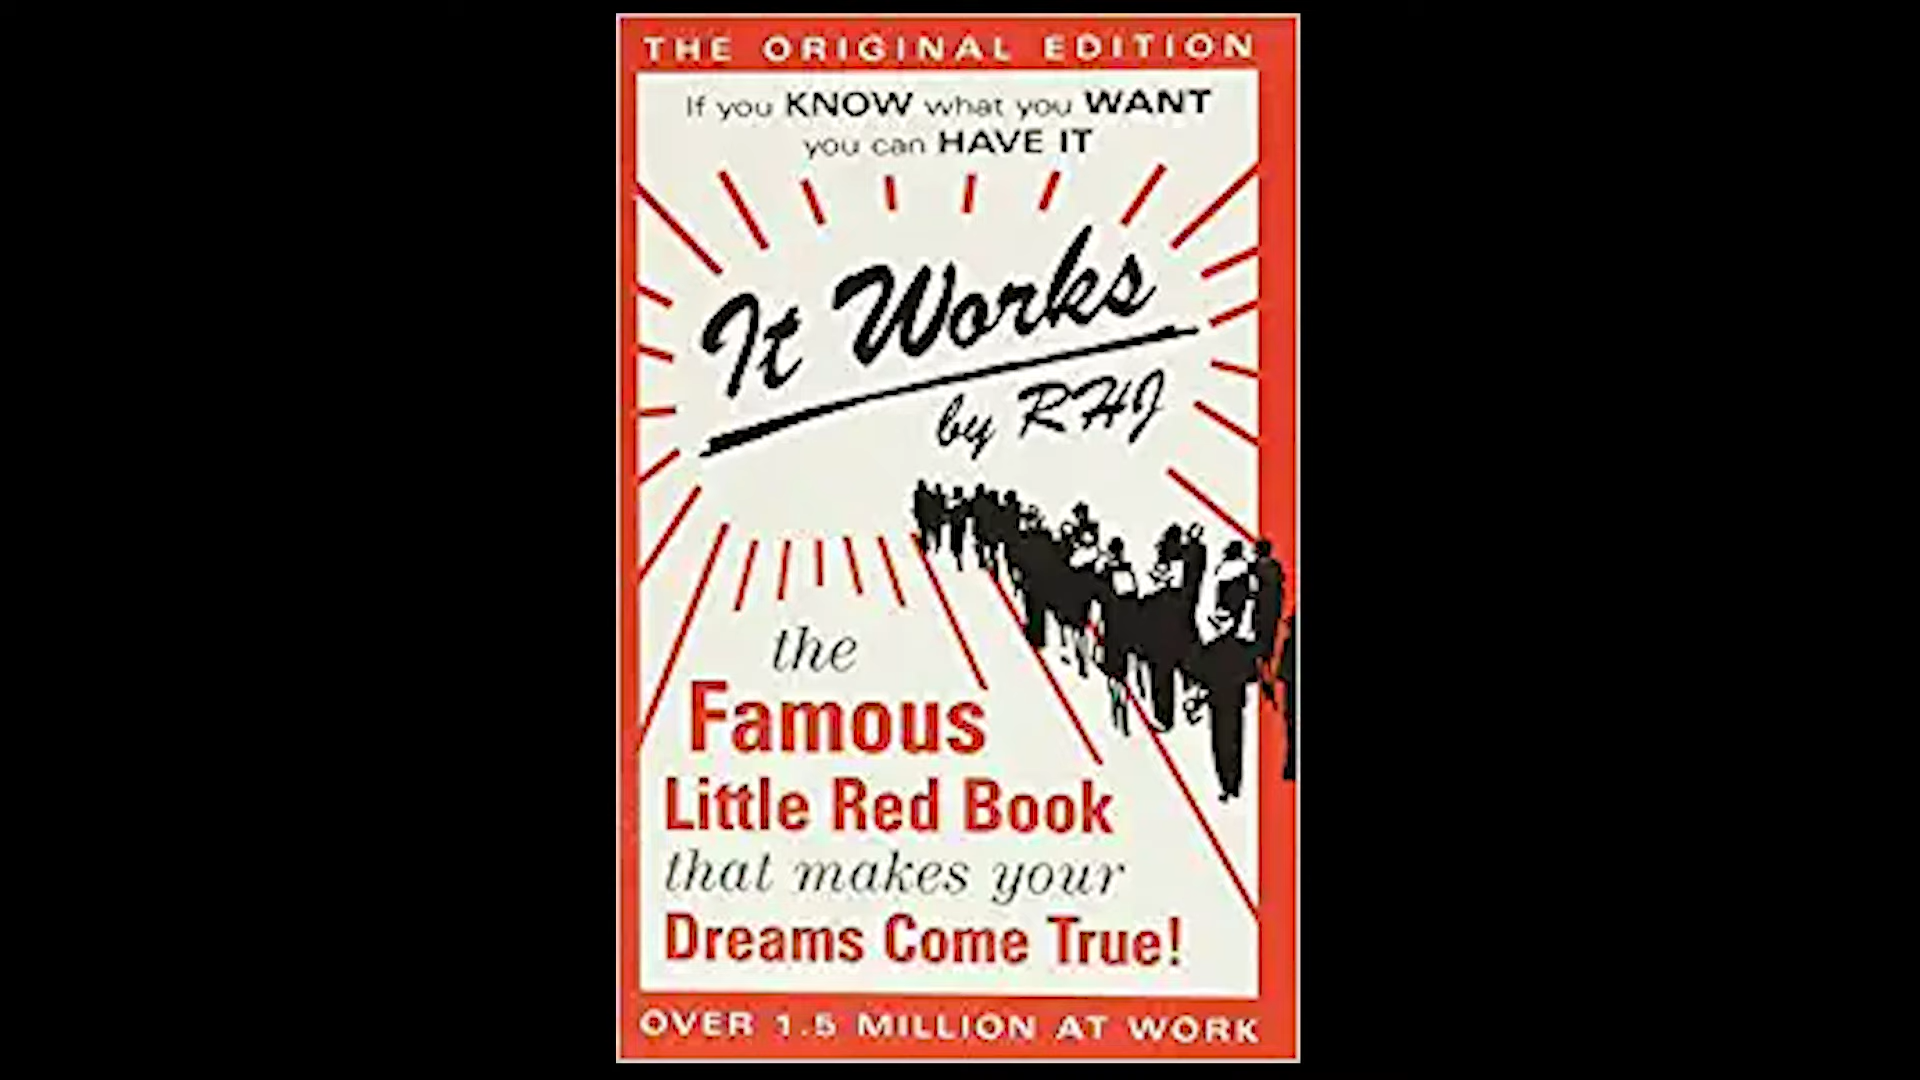 THE ORIGINAL EDITION
If you KNOW what you WANT
you can HAVE IT
It Works
by RHJ
the
Famous
Little Red Book
that makes your
Dreams Come True!
OVER 1.5 MILLION AT WORK